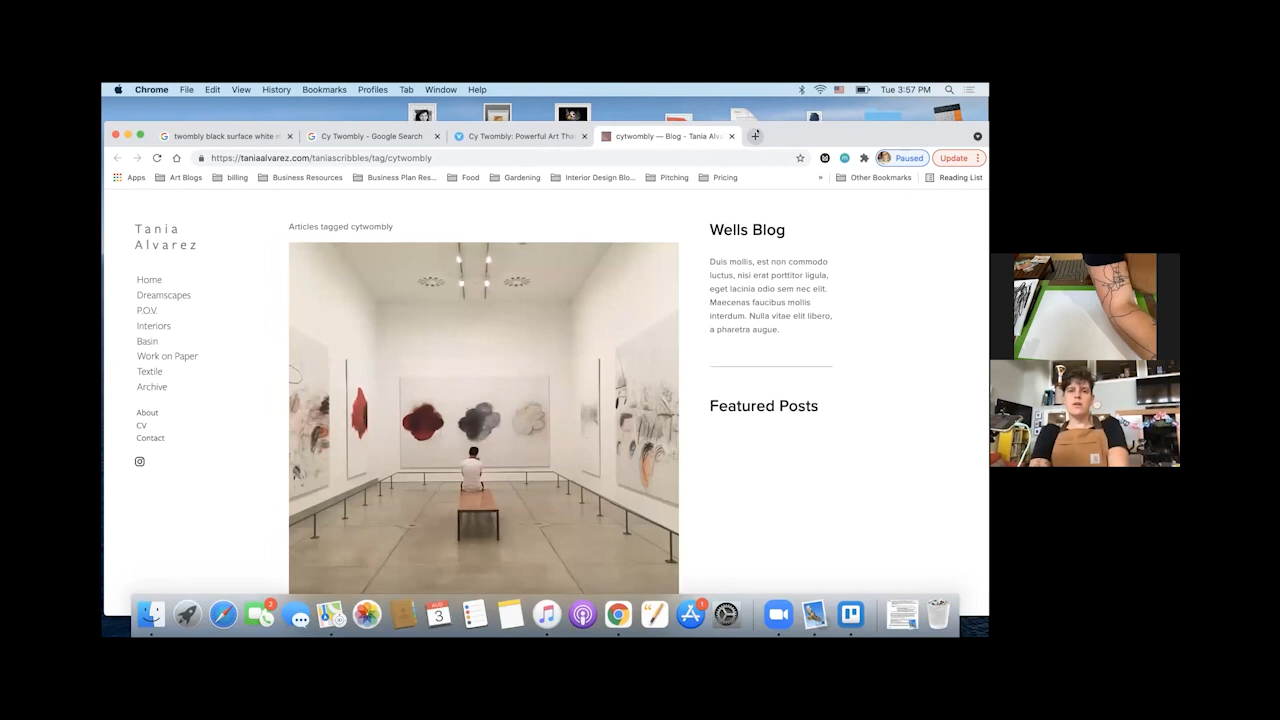 Chrome File Edit View History Bookmarks Profiles Tab Window Help Tue 3:57 PM
twombly black surface white m
Cy Twombly - Google Search
Cy Twombly: Powerful Art Tha
cytwombly — Blog - Tania Alva
https://taniaalvarez.com/taniascribbles/tag/cytwombly
Paused
Update
Apps Art Blogs billing Business Resources Business Plan Res... Food Gardening Interior Design Blo... Pitching Pricing » Other Bookmarks Reading List
Tania
Alvarez
Home
Dreamscapes
P.O.V.
Interiors
Basin
Work on Paper
Textile
Archive
About
CV
Contact
Articles tagged cytwombly
Wells Blog
Duis mollis, est non commodo
luctus, nisi erat porttitor ligula,
eget lacinia odio sem nec elit.
Maecenas faucibus mollis
interdum. Nulla vitae elit libero,
a pharetra augue.
Featured Posts
2
AUG
3
1